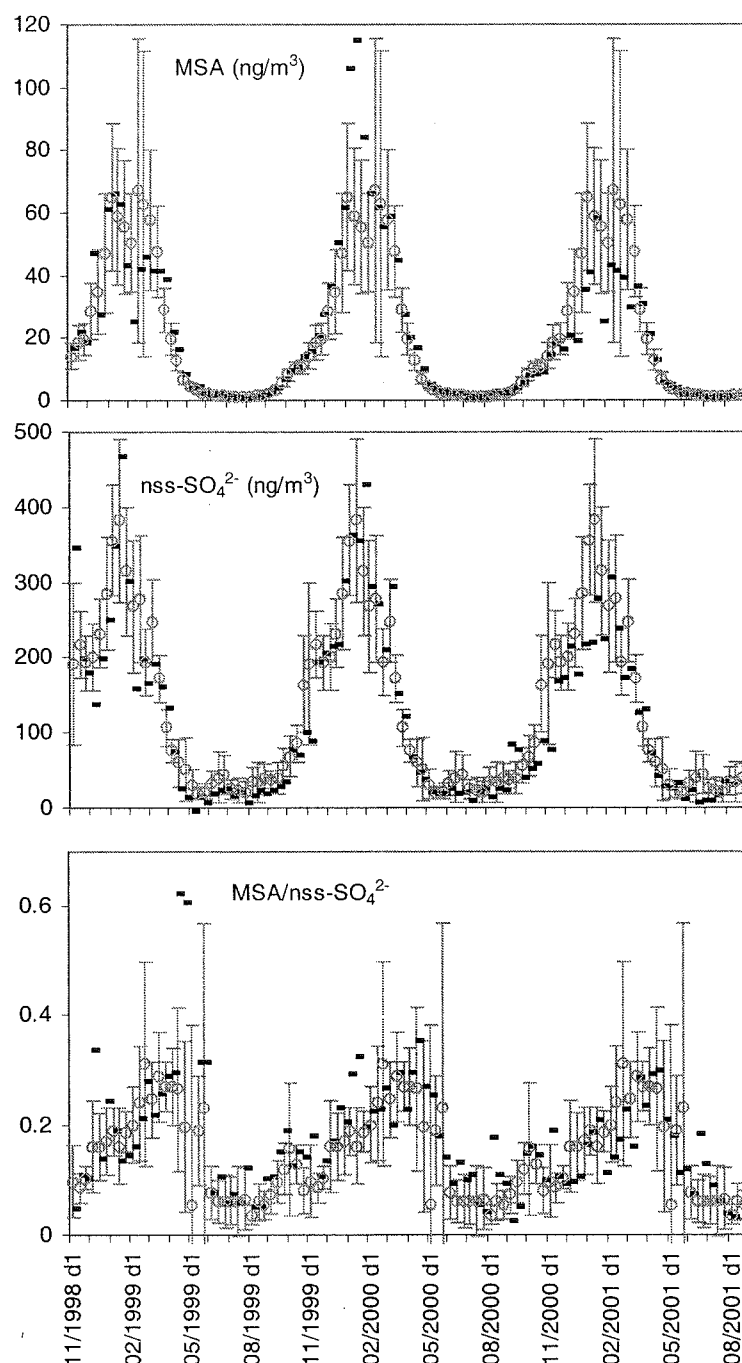 120
MSA (ng/m³)
100
80
60
40
20
0
500
nss-SO₄²⁻ (ng/m³)
400
300
200
100
0
MSA/nss-SO₄²⁻
0.6
0.4
0.2
0
11/1998 d1
02/1999 d1
05/1999 d1
08/1999 d1
11/1999 d1
02/2000 d1
05/2000 d1
08/2000 d1
11/2000 d1
02/2001 d1
05/2001 d1
08/2001 d1